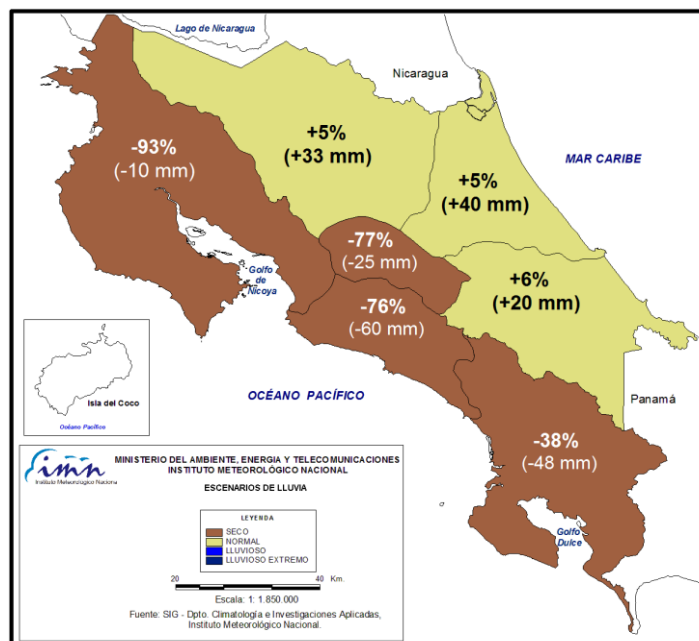 Lago de Nicaragua
Nicaragua
-93%
(-10 mm)
+5%
(+33 mm)
+5%
(+40 mm)
MAR CARIBE
-77%
(-25 mm)
Golfo
de
Nicoya
-76%
(-60 mm)
+6%
(+20 mm)
Isla del Coco
Océano Pacífico
OCÉANO PACÍFICO
Panamá
-38%
(-48 mm)
Golfo
Dulce
imn
Instituto Meteorológico Nacional
MINISTERIO DEL AMBIENTE, ENERGIA Y TELECOMUNICACIONES
INSTITUTO METEOROLÓGICO NACIONAL
ESCENARIOS DE LLUVIA
LEYENDA
SECO
NORMAL
LLUVIOSO
LLUVIOSO EXTREMO
20 0 40 Km.
Escala: 1: 1.850.000
Fuente: SIG - Dpto. Climatología e Investigaciones Aplicadas,
Instituto Meteorológico Nacional.